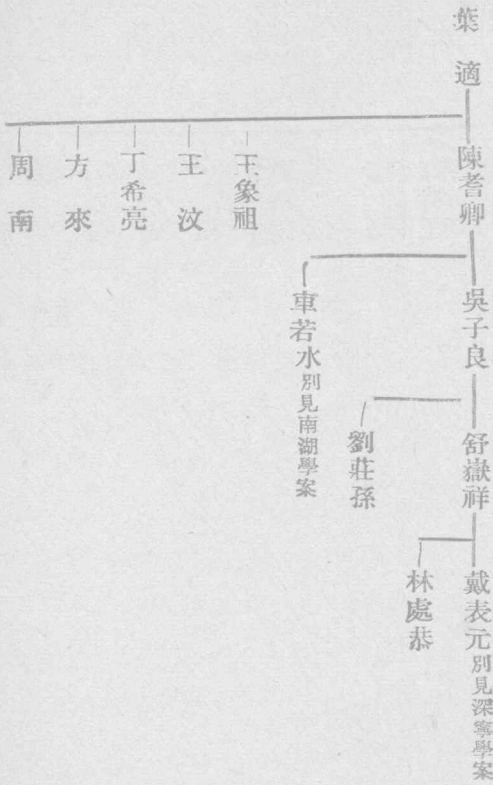 葉適
陳耆卿
吳子良
舒嶽祥
戴表元別見深寧學案
林處恭
劉莊孫
車若水別見南湖學案
王象祖
王汶
丁希亮
方來
周南